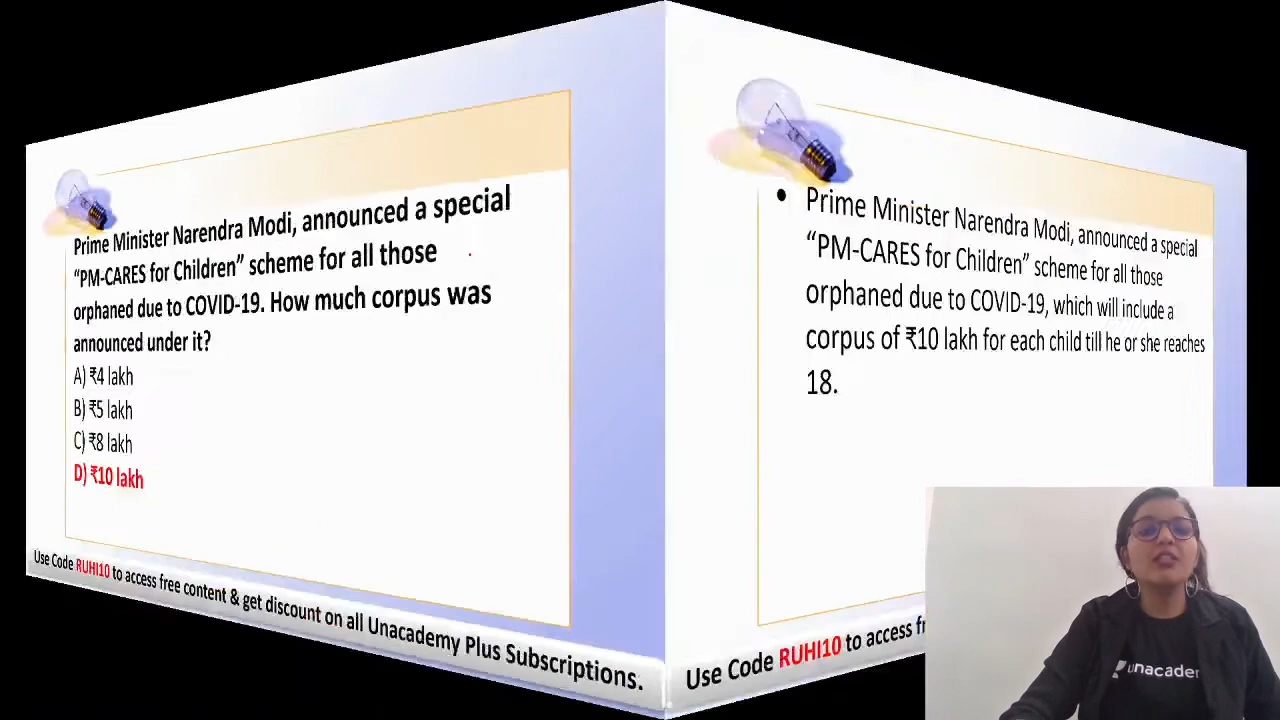 Prime Minister Narendra Modi, announced a special
“PM-CARES for Children” scheme for all those
orphaned due to COVID-19. How much corpus was
announced under it?
A) ₹4 lakh
B) ₹5 lakh
C) ₹8 lakh
D) ₹10 lakh
Use Code RUHI10 to access free content & get discount on all Unacademy Plus Subscriptions.
• Prime Minister Narendra Modi, announced a special
“PM-CARES for Children” scheme for all those
orphaned due to COVID-19, which will include a
corpus of ₹10 lakh for each child till he or she reaches
18.
Use Code RUHI10 to access fr
unacader